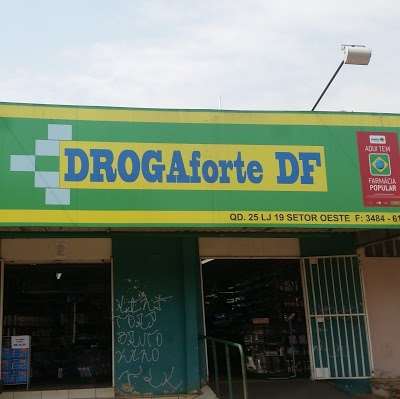 DROGAforte DF
AQUI TEM
FARMÁCIA
POPULAR
QD. 25 LJ 19 SETOR OESTE F: 3484 - 61